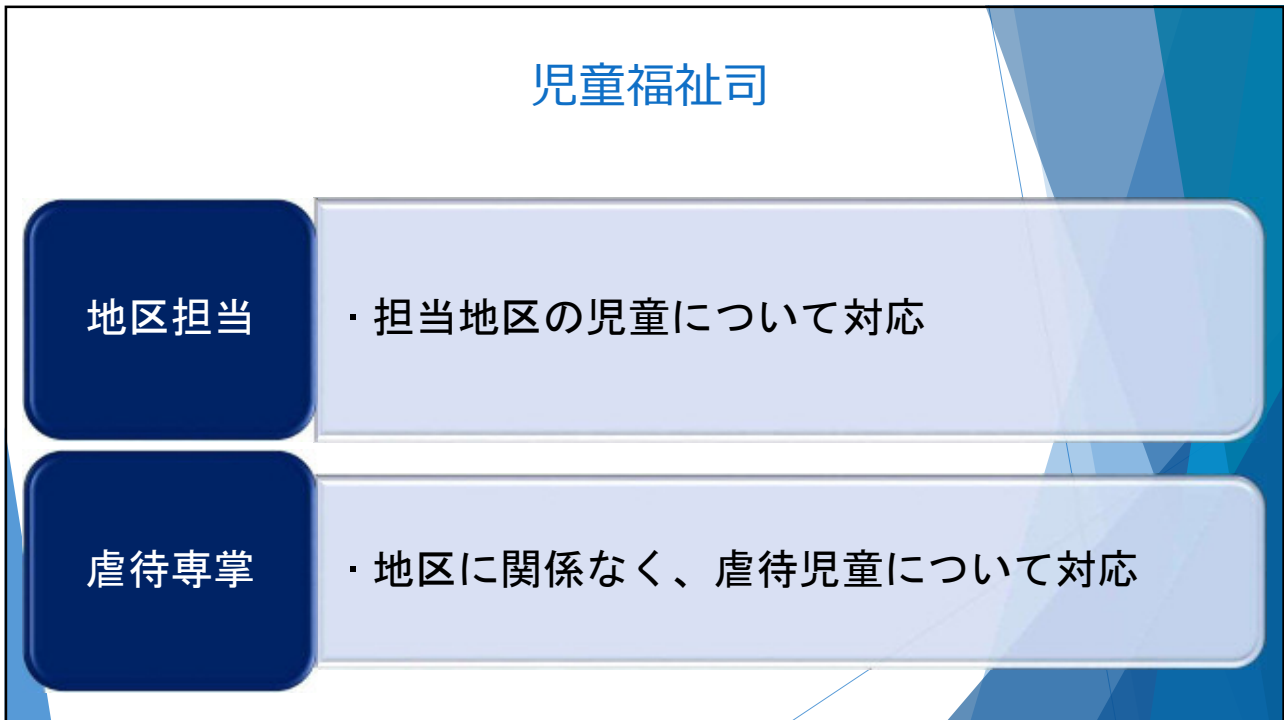 児童福祉司
地区担当
・担当地区の児童について対応
虐待専掌
・地区に関係なく、虐待児童について対応